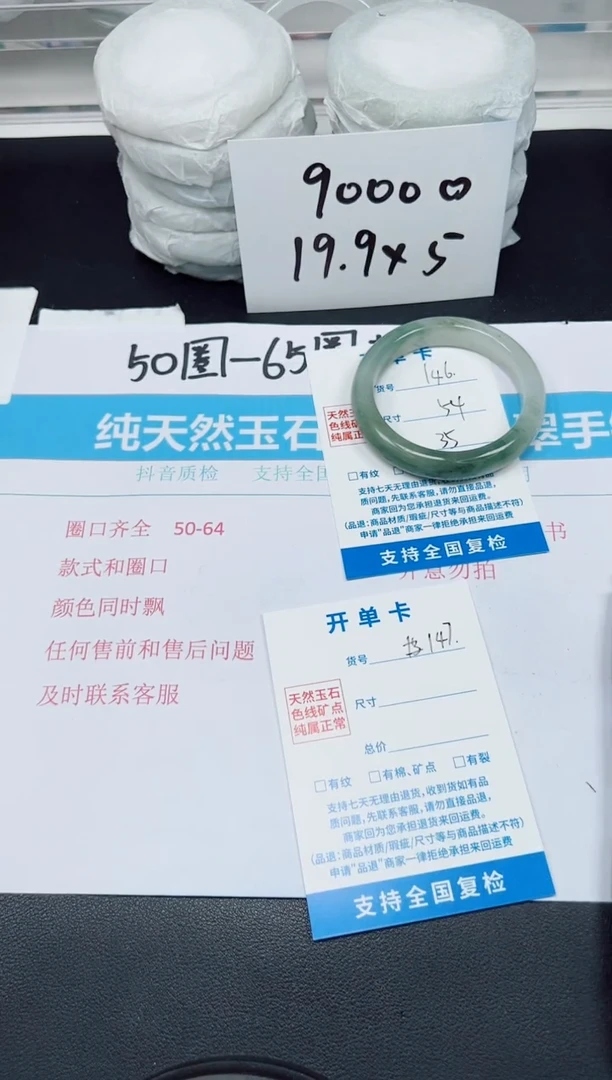 90000
19.9×5
50圈-65圈
纯天然玉石
翠手
抖音质检 支持全国
圈口齐全 50-64
款式和圈口
颜色同时飘
任何售前和售后问题
及时联系客服
书
介意勿拍
开单卡
货号 146.
尺寸 54
35
天然玉石
色线矿点
纯属正常
□有纹
支持七天无理由退货,收到货如有品
质问题,先联系客服,请勿直接品退,
商家回为您承担退货来回运费。
(品退:商品材质/瑕疵/尺寸等与商品描述不符)
申请"品退"商家一律拒绝承担来回运费
支持全国复检
开单卡
货号 147.
天然玉石
色线矿点
纯属正常
尺寸
总价
□有纹 □有棉、矿点 □有裂
支持七天无理由退货,收到货如有品
质问题,先联系客服,请勿直接品退,
商家回为您承担退货来回运费。
(品退:商品材质/瑕疵/尺寸等与商品描述不符)
申请"品退"商家一律拒绝承担来回运费
支持全国复检